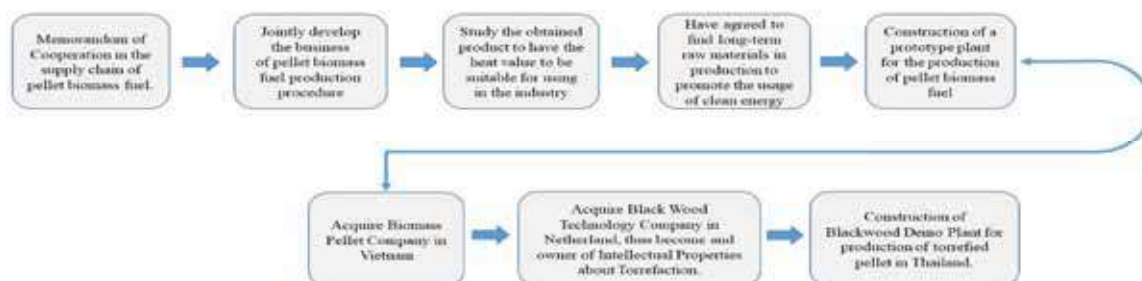 Memorandum of
Cooperation in the
supply chain of
pellet biomass fuel.
Jointly develop
the business
of pellet biomass
fuel production
procedure
Study the obtained
product to have the
heat value to be
suitable for using
in the industry
Have agreed to
find long-term
raw materials in
production to
promote the usage
of clean energy
Construction of a
prototype plant
for the production
of pellet biomass
fuel
Acquire Biomass
Pellet Company in
Vietnam
Acquire Black Wood
Technology Company in
Netherland, thus become and
owner of Intellectual Properties
about Torrefaction.
Construction of
Blackwood Demo Plant for
production of torrefied
pellet in Thailand.